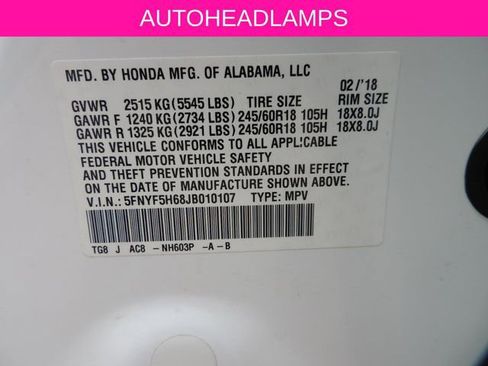 AUTOHEADLAMPS
MFD. BY HONDA MFG. OF ALABAMA, LLC 02/'18
GVWR 2515 KG (5545 LBS) TIRE SIZE RIM SIZE
GAWR F 1240 KG (2734 LBS) 245/60R18 105H 18X8.0J
GAWR R 1325 KG (2921 LBS) 245/60R18 105H 18X8.0J
THIS VEHICLE CONFORMS TO ALL APPLICABLE
FEDERAL MOTOR VEHICLE SAFETY
AND THEFT PREVENTION STANDARDS IN EFFECT
ON THE DATE OF MANUFACTURE SHOWN ABOVE.
V.I.N.: 5FNYF5H68JB010107 TYPE: MPV
TG8 J AC8 - NH603P -A - B